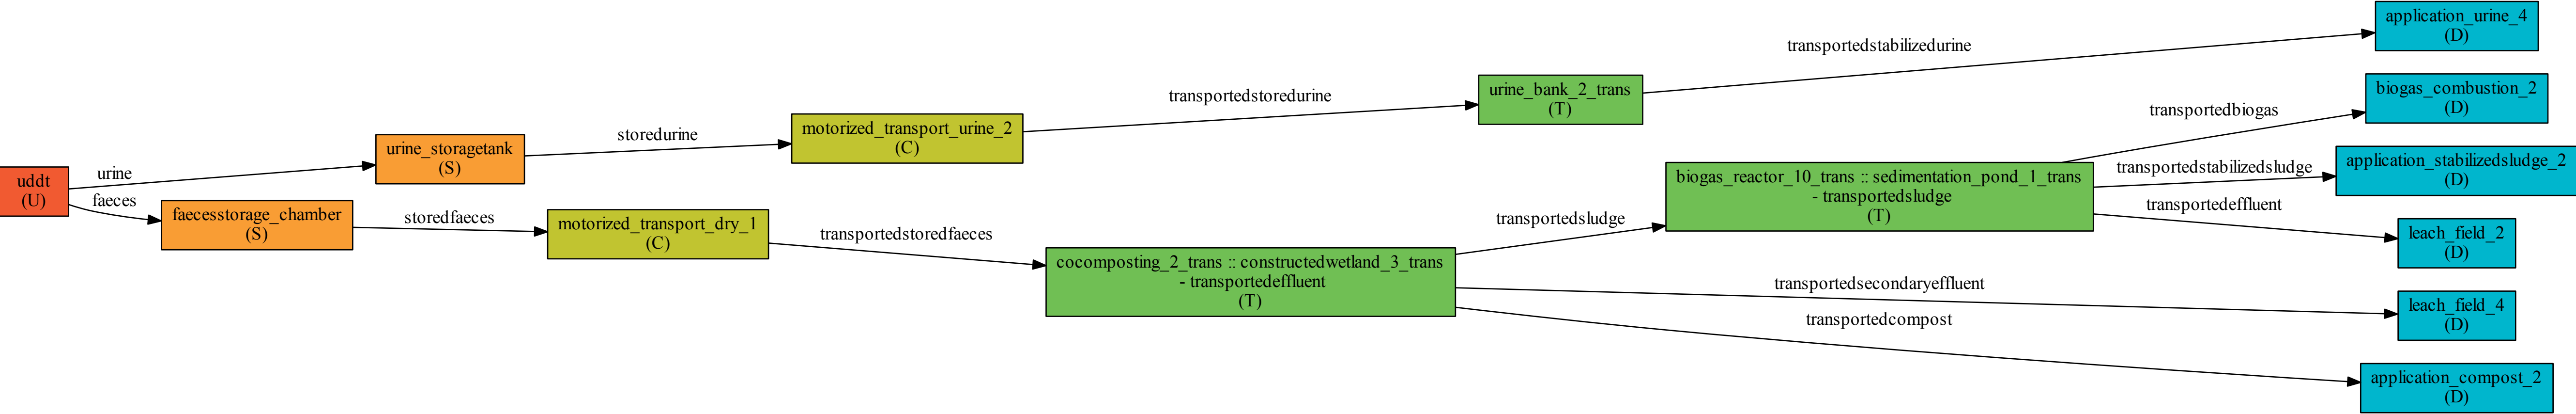 uddt
(U)
urine
faeces
urine_storagetank
(S)
faecesstorage_chamber
(S)
storedurine
storedfaeces
motorized_transport_urine_2
(C)
motorized_transport_dry_1
(C)
transportedstoredurine
transportedstoredfaeces
urine_bank_2_trans
(T)
cocomposting_2_trans :: constructedwetland_3_trans
- transportedeffluent
(T)
transportedsludge
biogas_reactor_10_trans :: sedimentation_pond_1_trans
- transportedsludge
(T)
transportedstabilizedurine
transportedbiogas
transportedstabilizedsludge
transportedeffluent
transportedsecondaryeffluent
transportedcompost
application_urine_4
(D)
biogas_combustion_2
(D)
application_stabilizedsludge_2
(D)
leach_field_2
(D)
leach_field_4
(D)
application_compost_2
(D)